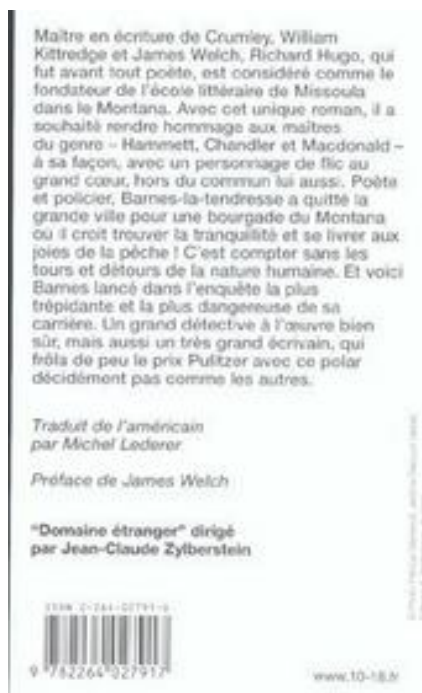 Maître en écriture de Crumley, William
Kittredge et James Welch, Richard Hugo, qui
fut avant tout poète, est considéré comme le
fondateur de l'école littéraire de Missoula
dans le Montana. Avec cet unique roman, il a
souhaité rendre hommage aux maîtres
du genre – Hammett, Chandler et Macdonald –
à sa façon, avec un personnage de flic au
grand cœur, hors du commun lui aussi. Poète
et policier, Barnes-la-tendresse a quitté la
grande ville pour une bourgade du Montana
où il croit trouver la tranquillité et se livrer aux
joies de la pêche ! C'est compter sans les
tours et détours de la nature humaine. Et voici
Barnes lancé dans l'enquête la plus
trépidante et la plus dangereuse de sa
carrière. Un grand détective à l'œuvre bien
sûr, mais aussi un très grand écrivain, qui
frôla de peu le prix Pulitzer avec ce polar
décidément pas comme les autres.
Traduit de l'américain
par Michel Lederer
Préface de James Welch
"Domaine étranger" dirigé
par Jean-Claude Zylberstein
ISBN 2-264-02791-6
9 782264 027917
www.10-18.fr